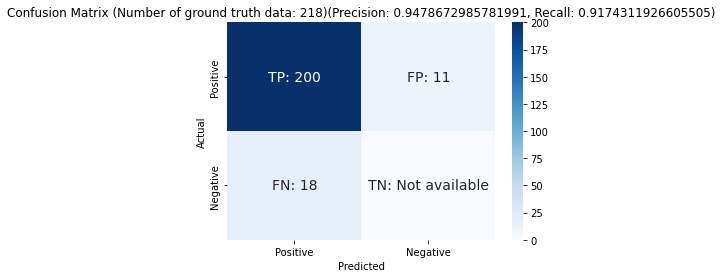 Confusion Matrix (Number of ground truth data: 218)(Precision: 0.9478672985781991, Recall: 0.9174311926605505)
Positive
Negative
Actual
TP: 200
FP: 11
FN: 18
TN: Not available
Positive
Negative
Predicted
200
175
150
125
100
75
50
25
0